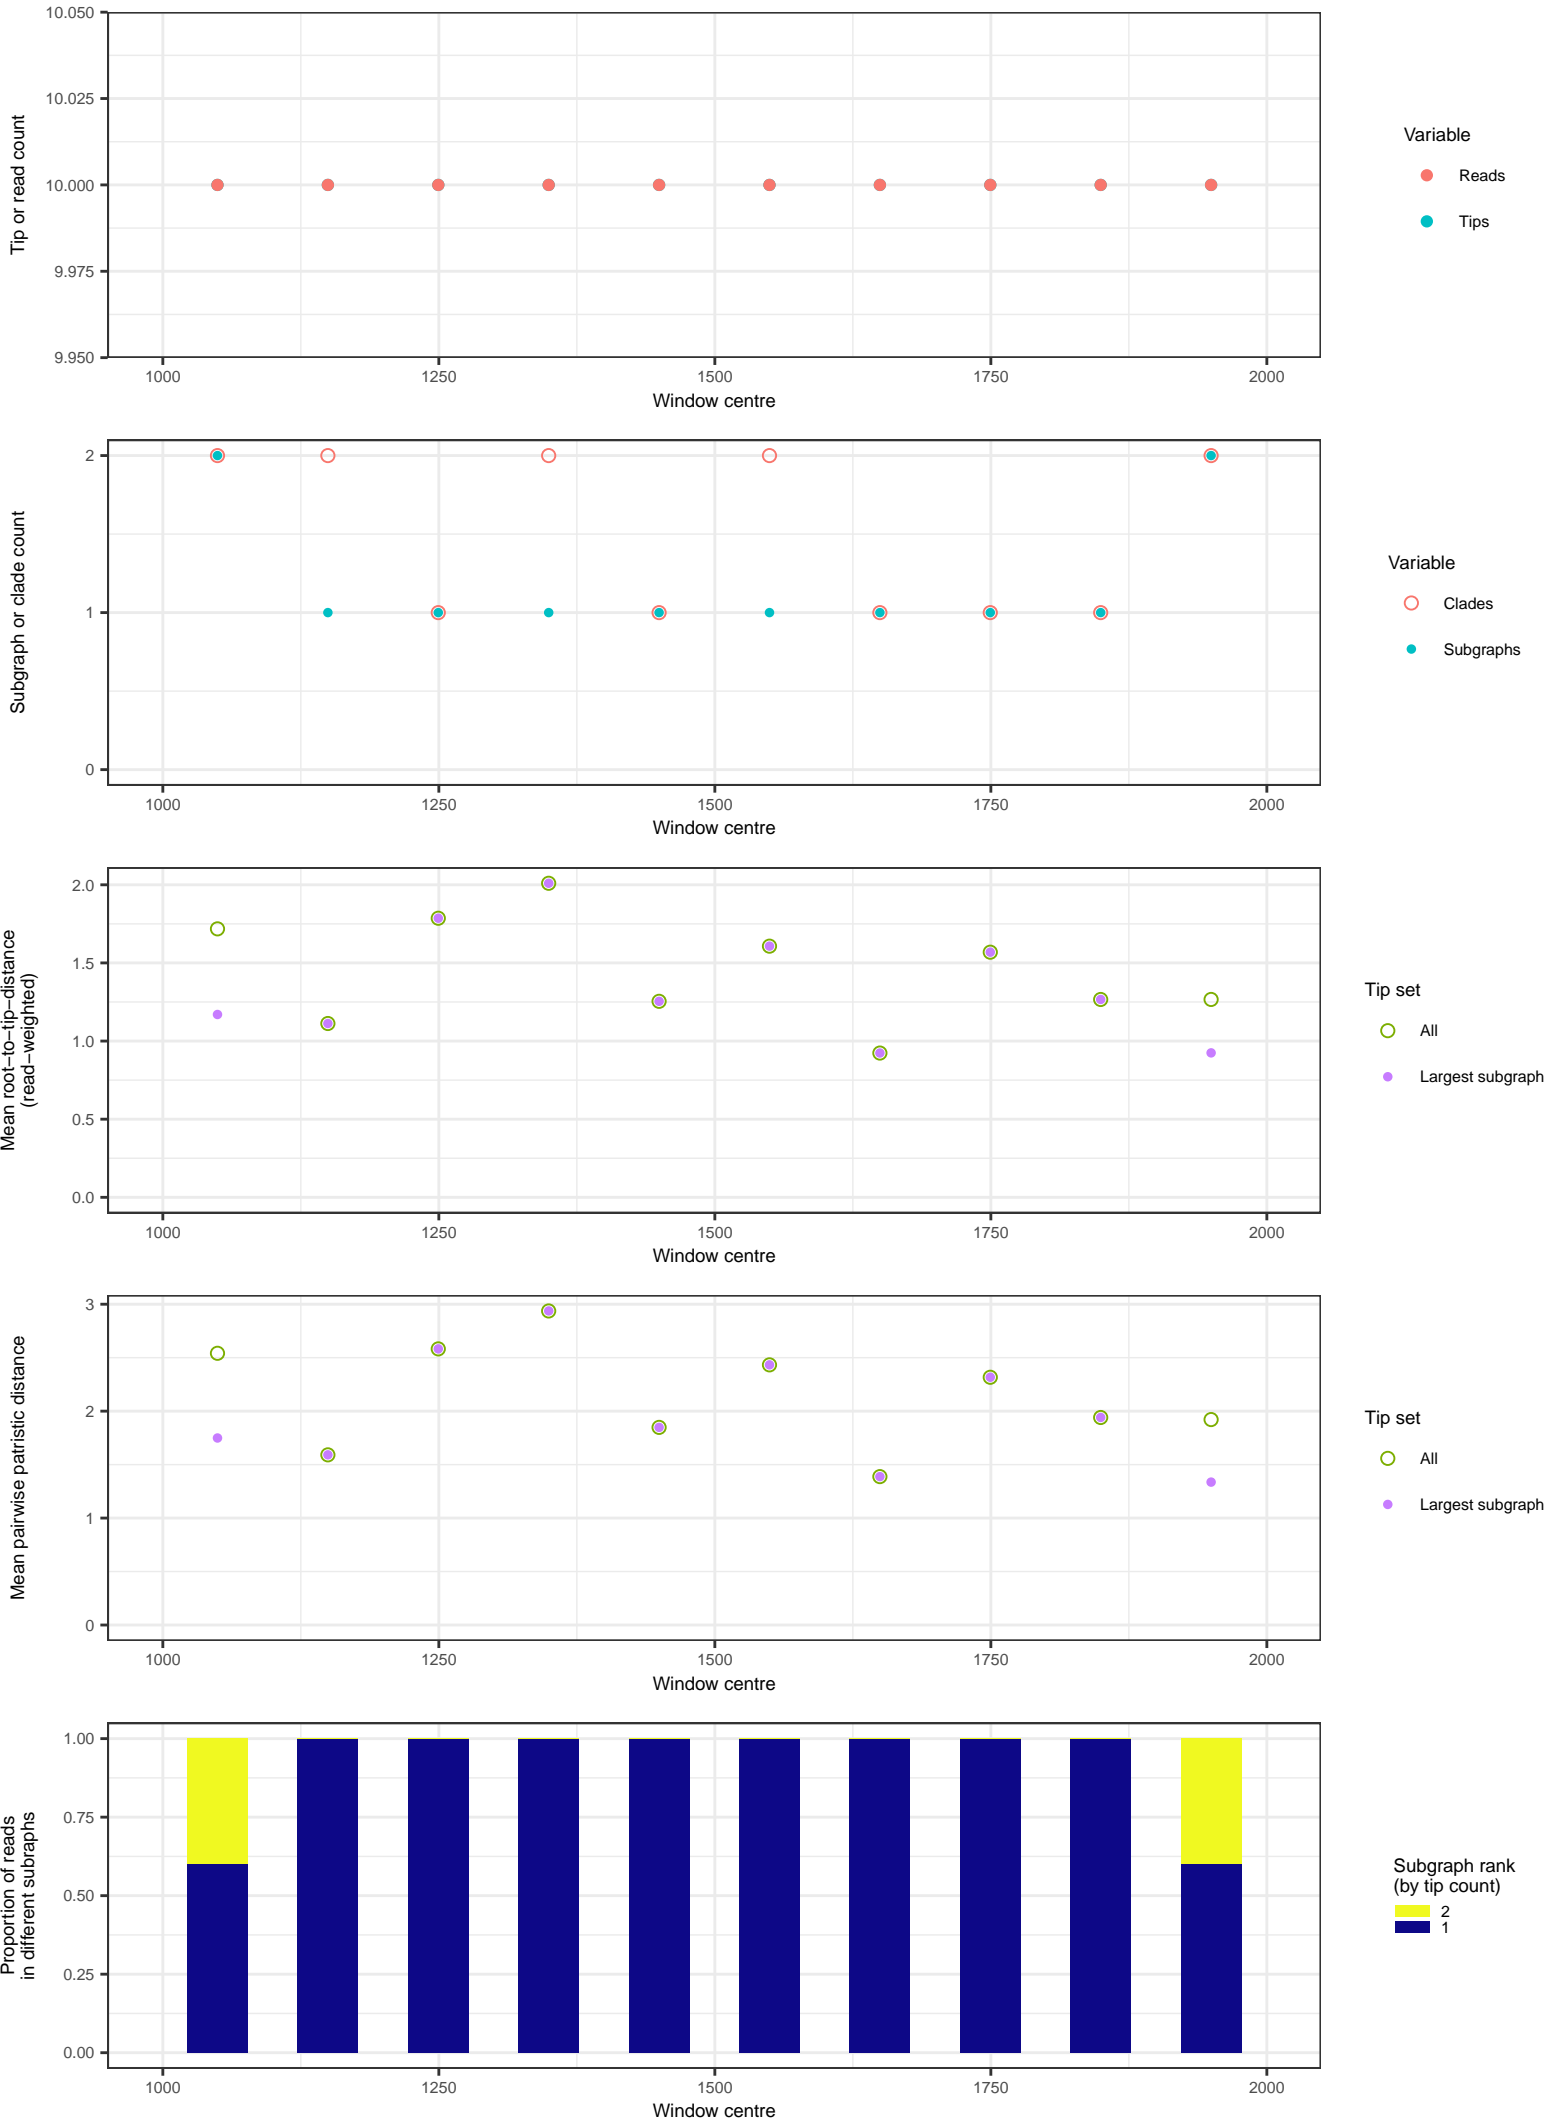 10.050
10.025
10.000
9.975
9.950
Tip or read count
1000
1250
1500
1750
2000
Window centre
Variable
Reads
Tips
2
1
0
Subgraph or clade count
1000
1250
1500
1750
2000
Window centre
Variable
Clades
Subgraphs
2.0
1.5
1.0
0.5
0.0
Mean root−to−tip−distance
(read−weighted)
1000
1250
1500
1750
2000
Window centre
Tip set
All
Largest subgraph
3
2
1
0
Mean pairwise patristic distance
1000
1250
1500
1750
2000
Window centre
Tip set
All
Largest subgraph
1.00
0.75
0.50
0.25
0.00
Proportion of reads
in different subraphs
1000
1250
1500
1750
2000
Window centre
Subgraph rank
(by tip count)
2
1